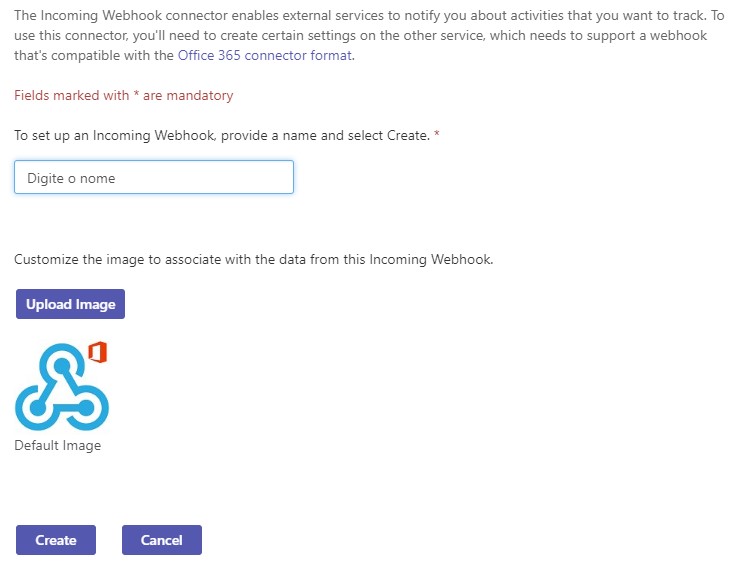 The Incoming Webhook connector enables external services to notify you about activities that you want to track. To
use this connector, you'll need to create certain settings on the other service, which needs to support a webhook
that's compatible with the Office 365 connector format.
Fields marked with * are mandatory
To set up an Incoming Webhook, provide a name and select Create. *
Digite o nome
Customize the image to associate with the data from this Incoming Webhook.
Upload Image
Default Image
Create Cancel